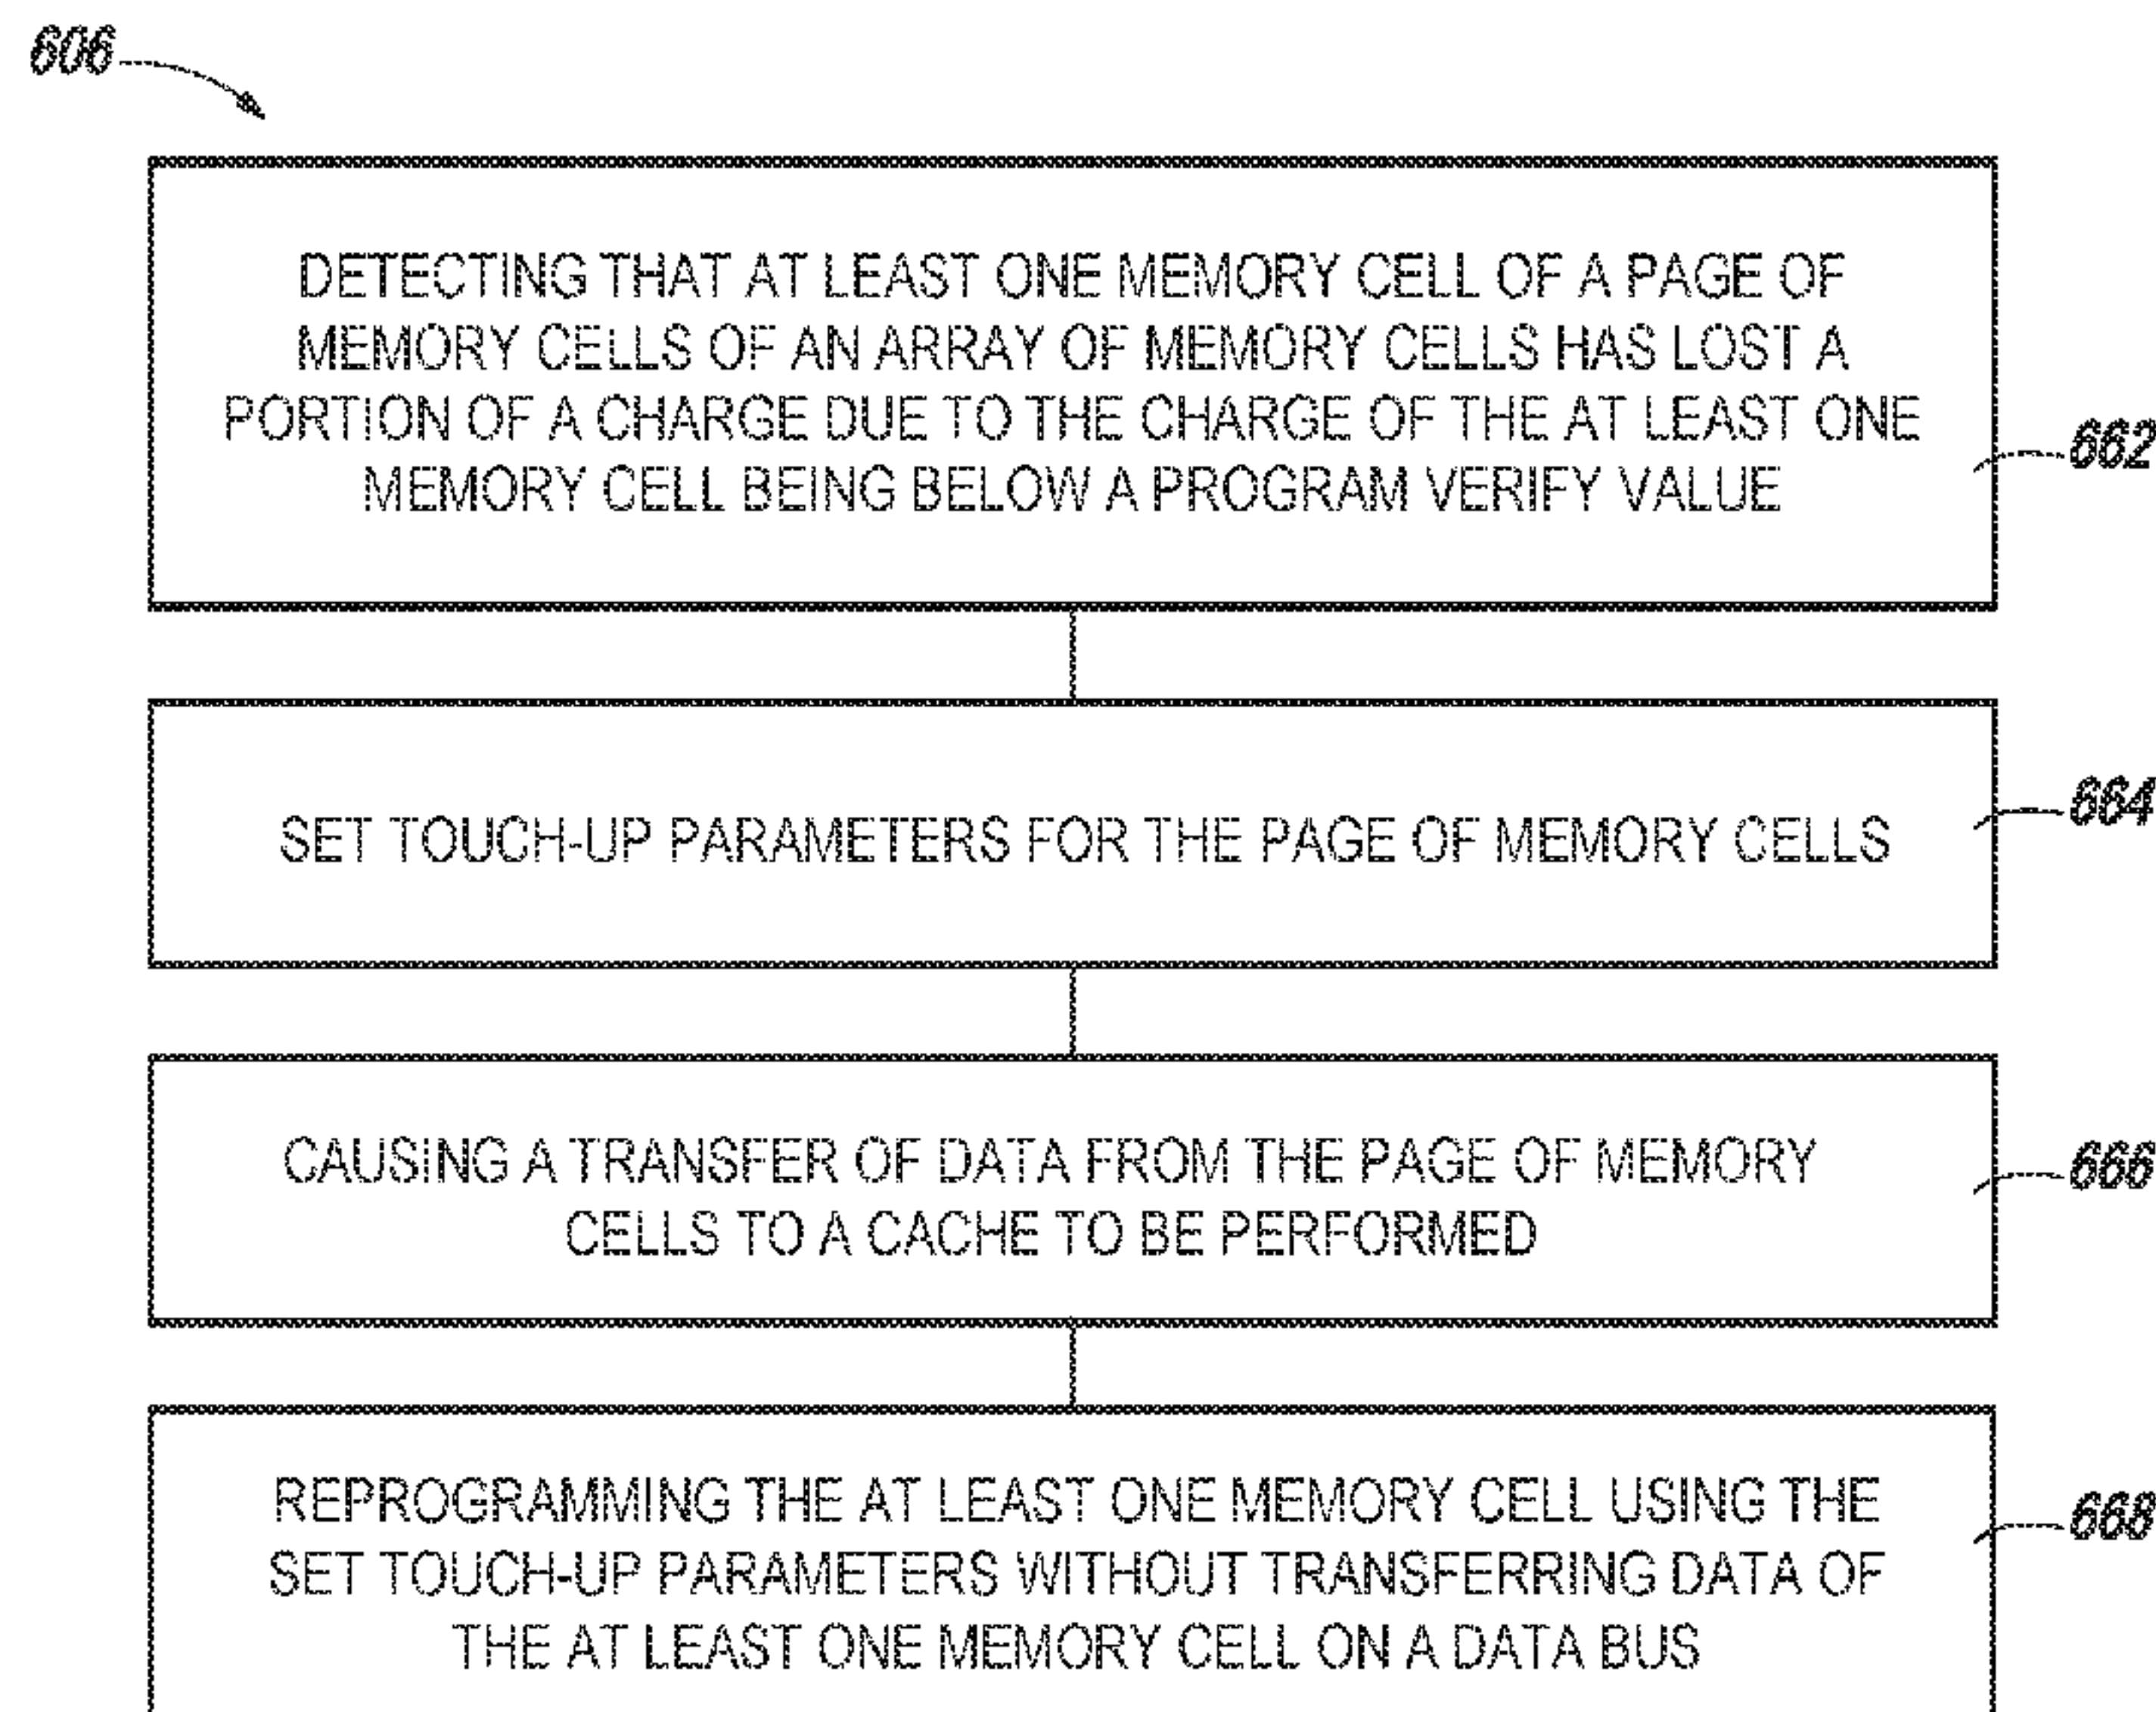 606
DETECTING THAT AT LEAST ONE MEMORY CELL OF A PAGE OF
MEMORY CELLS OF AN ARRAY OF MEMORY CELLS HAS LOST A
PORTION OF A CHARGE DUE TO THE CHARGE OF THE AT LEAST ONE
MEMORY CELL BEING BELOW A PROGRAM VERIFY VALUE
662
SET TOUCH-UP PARAMETERS FOR THE PAGE OF MEMORY CELLS
664
CAUSING A TRANSFER OF DATA FROM THE PAGE OF MEMORY
CELLS TO A CACHE TO BE PERFORMED
666
REPROGRAMMING THE AT LEAST ONE MEMORY CELL USING THE
SET TOUCH-UP PARAMETERS WITHOUT TRANSFERRING DATA OF
THE AT LEAST ONE MEMORY CELL ON A DATA BUS
668